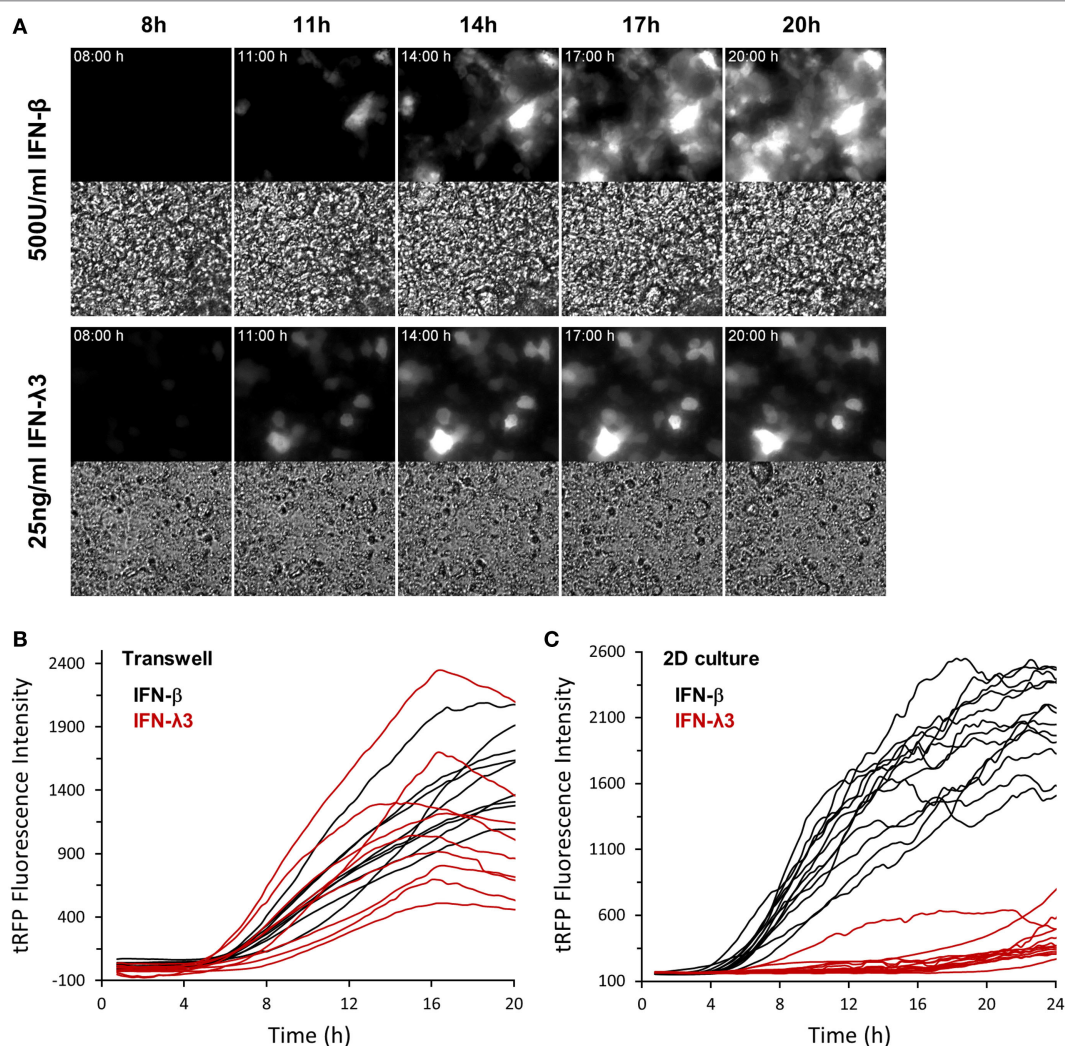 A
8h 11h 14h 17h 20h
500U/ml IFN-β
08:00 h 11:00 h 14:00 h 17:00 h 20:00 h
25ng/ml IFN-λ3
08:00 h 11:00 h 14:00 h 17:00 h 20:00 h
B
Transwell
IFN-β
IFN-λ3
tRFP Fluorescence Intensity
2400
1900
1400
900
400
-100
0 4 8 12 16 20
Time (h)
C
2D culture
IFN-β
IFN-λ3
tRFP Fluorescence Intensity
2600
2100
1600
1100
600
100
0 4 8 12 16 20 24
Time (h)